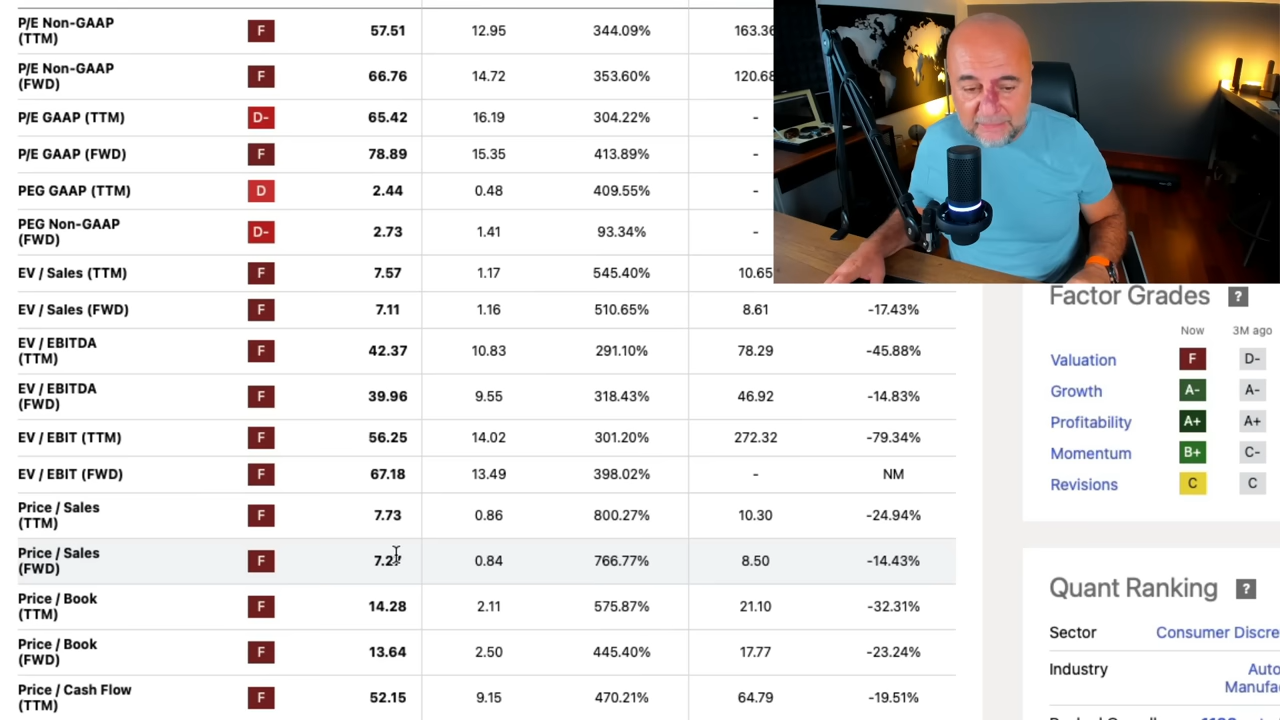 P/E Non-GAAP
(TTM)
F 57.51 12.95 344.09% 163.36
P/E Non-GAAP
(FWD)
F 66.76 14.72 353.60% 120.68
P/E GAAP (TTM) D- 65.42 16.19 304.22% -
P/E GAAP (FWD) F 78.89 15.35 413.89% -
PEG GAAP (TTM) D 2.44 0.48 409.55% -
PEG Non-GAAP
(FWD)
D- 2.73 1.41 93.34% -
EV / Sales (TTM) F 7.57 1.17 545.40% 10.65
EV / Sales (FWD) F 7.11 1.16 510.65% 8.61 -17.43%
EV / EBITDA
(TTM)
F 42.37 10.83 291.10% 78.29 -45.88%
EV / EBITDA
(FWD)
F 39.96 9.55 318.43% 46.92 -14.83%
EV / EBIT (TTM) F 56.25 14.02 301.20% 272.32 -79.34%
EV / EBIT (FWD) F 67.18 13.49 398.02% - NM
Price / Sales
(TTM)
F 7.73 0.86 800.27% 10.30 -24.94%
Price / Sales
(FWD)
F 0.84 766.77% 8.50 -14.43%
Price / Book
(TTM)
F 14.28 2.11 575.87% 21.10 -32.31%
Price / Book
(FWD)
F 13.64 2.50 445.40% 17.77 -23.24%
Price / Cash Flow
(TTM)
F 52.15 9.15 470.21% 64.79 -19.51%
Factor Grades ?
Now 3M ago
Valuation F D-
Growth A- A-
Profitability A+ A+
Momentum B+ C-
Revisions C C
Quant Ranking ?
Sector Consumer Discre
Industry Auto
Manufa